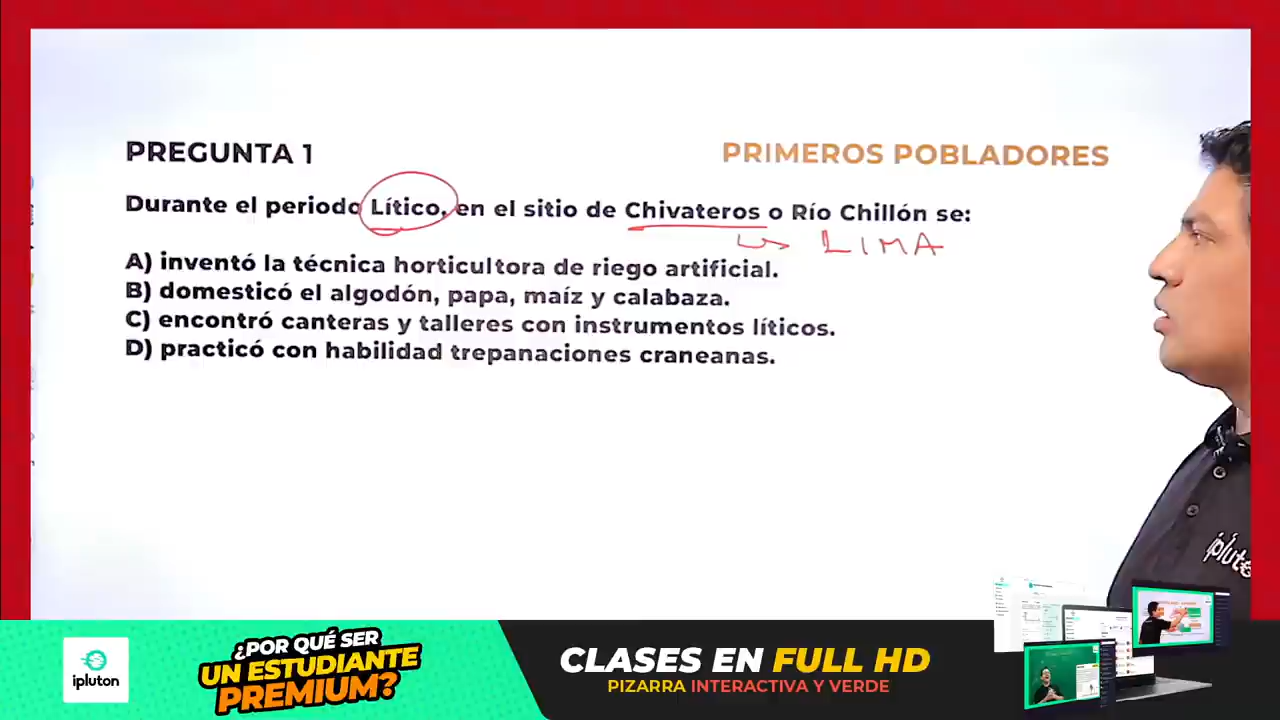 PREGUNTA 1
PRIMEROS POBLADORES
Durante el periodo Lítico, en el sitio de Chivateros o Río Chillón se:
LIMA
A) inventó la técnica horticultora de riego artificial.
B) domesticó el algodón, papa, maíz y calabaza.
C) encontró canteras y talleres con instrumentos líticos.
D) practicó con habilidad trepanaciones craneanas.
iplut
ipluton
¿POR QUÉ SER
UN ESTUDIANTE
PREMIUM?
CLASES EN FULL HD
PIZARRA INTERACTIVA Y VERDE